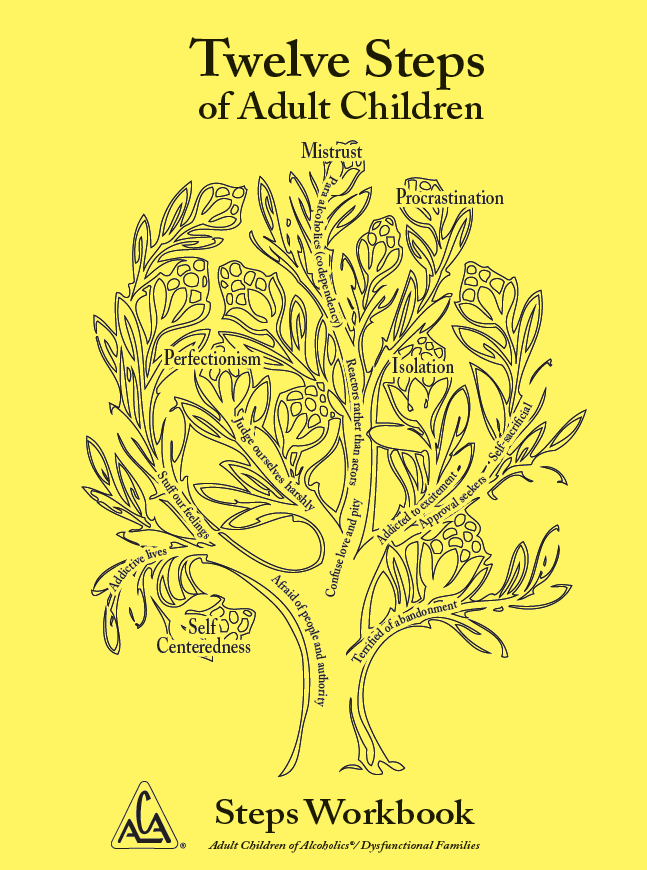 Twelve Steps
of Adult Children
Mistrust
Para alcoholics (codependency)
Procrastination
Perfectionism
Isolation
Reactors rather than actors
Judge ourselves harshly
Self-sacrificial
Stuff our feelings
Addicted to excitement
Approval seekers
Confuse love and pity
Addictive lives
Afraid of people and authority
Terrified of abandonment
Self
Centeredness
ACA®
Steps Workbook
Adult Children of Alcoholics®/ Dysfunctional Families